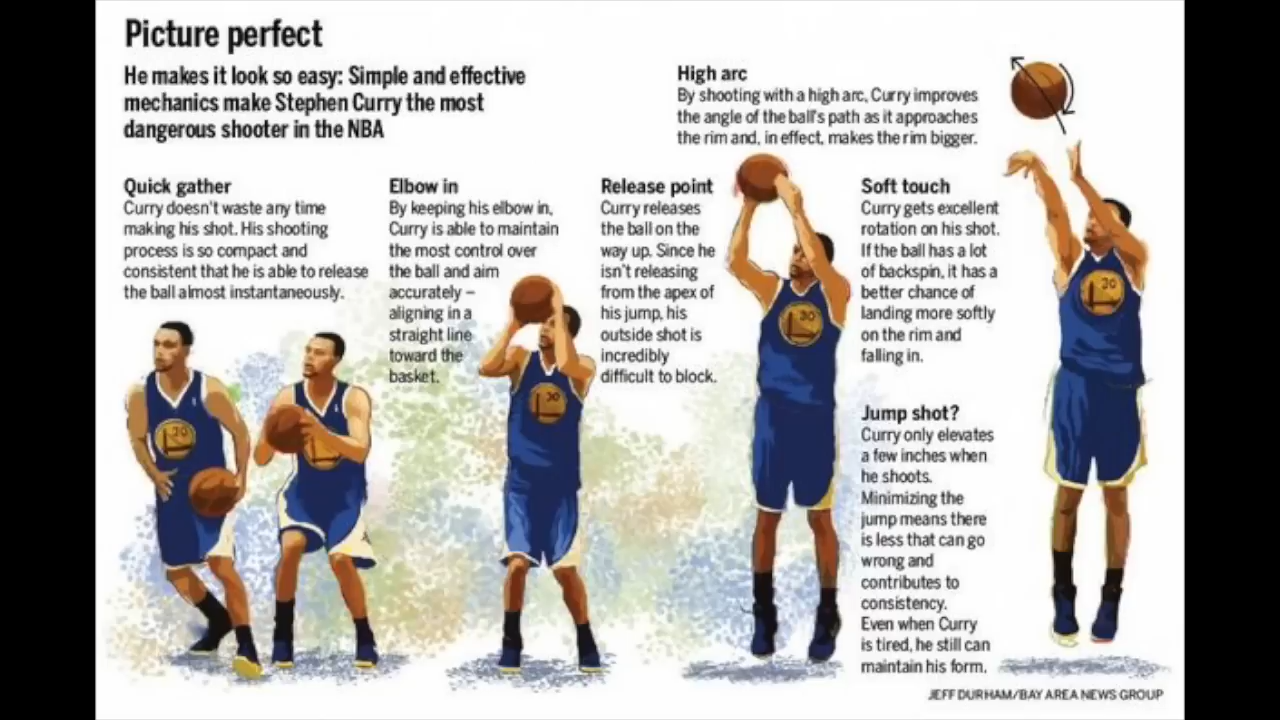 Picture perfect
He makes it look so easy: Simple and effective
mechanics make Stephen Curry the most
dangerous shooter in the NBA
Quick gather
Curry doesn't waste any time
making his shot. His shooting
process is so compact and
consistent that he is able to release
the ball almost instantaneously.
Elbow in
By keeping his elbow in,
Curry is able to maintain
the most control over
the ball and aim
accurately –
aligning in a
straight line
toward the
basket.
Release point
Curry releases
the ball on the
way up. Since he
isn't releasing
from the apex of
his jump, his
outside shot is
incredibly
difficult to block.
High arc
By shooting with a high arc, Curry improves
the angle of the ball's path as it approaches
the rim and, in effect, makes the rim bigger.
Soft touch
Curry gets excellent
rotation on his shot.
If the ball has a lot
of backspin, it has a
better chance of
landing more softly
on the rim and
falling in.
Jump shot?
Curry only elevates
a few inches when
he shoots.
Minimizing the
jump means there
is less that can go
wrong and
contributes to
consistency.
Even when Curry
is tired, he still can
maintain his form.
30
30
30
30
JEFF DURHAM/BAY AREA NEWS GROUP